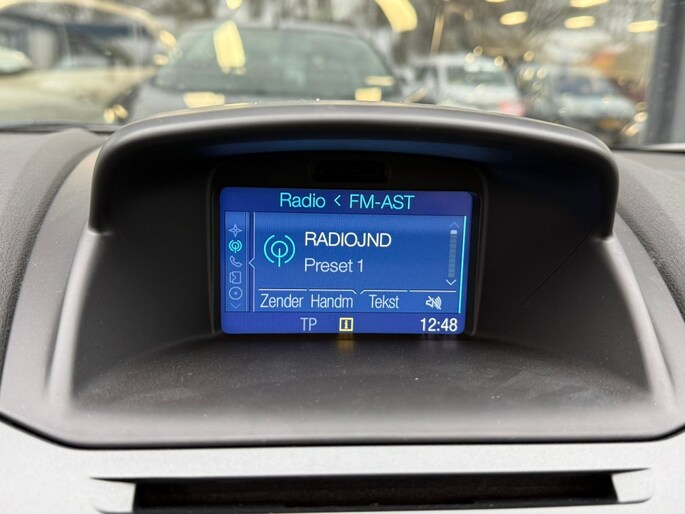 Radio < FM-AST
RADIOJND
Preset 1
Zender Handm Tekst
TP i 12:48